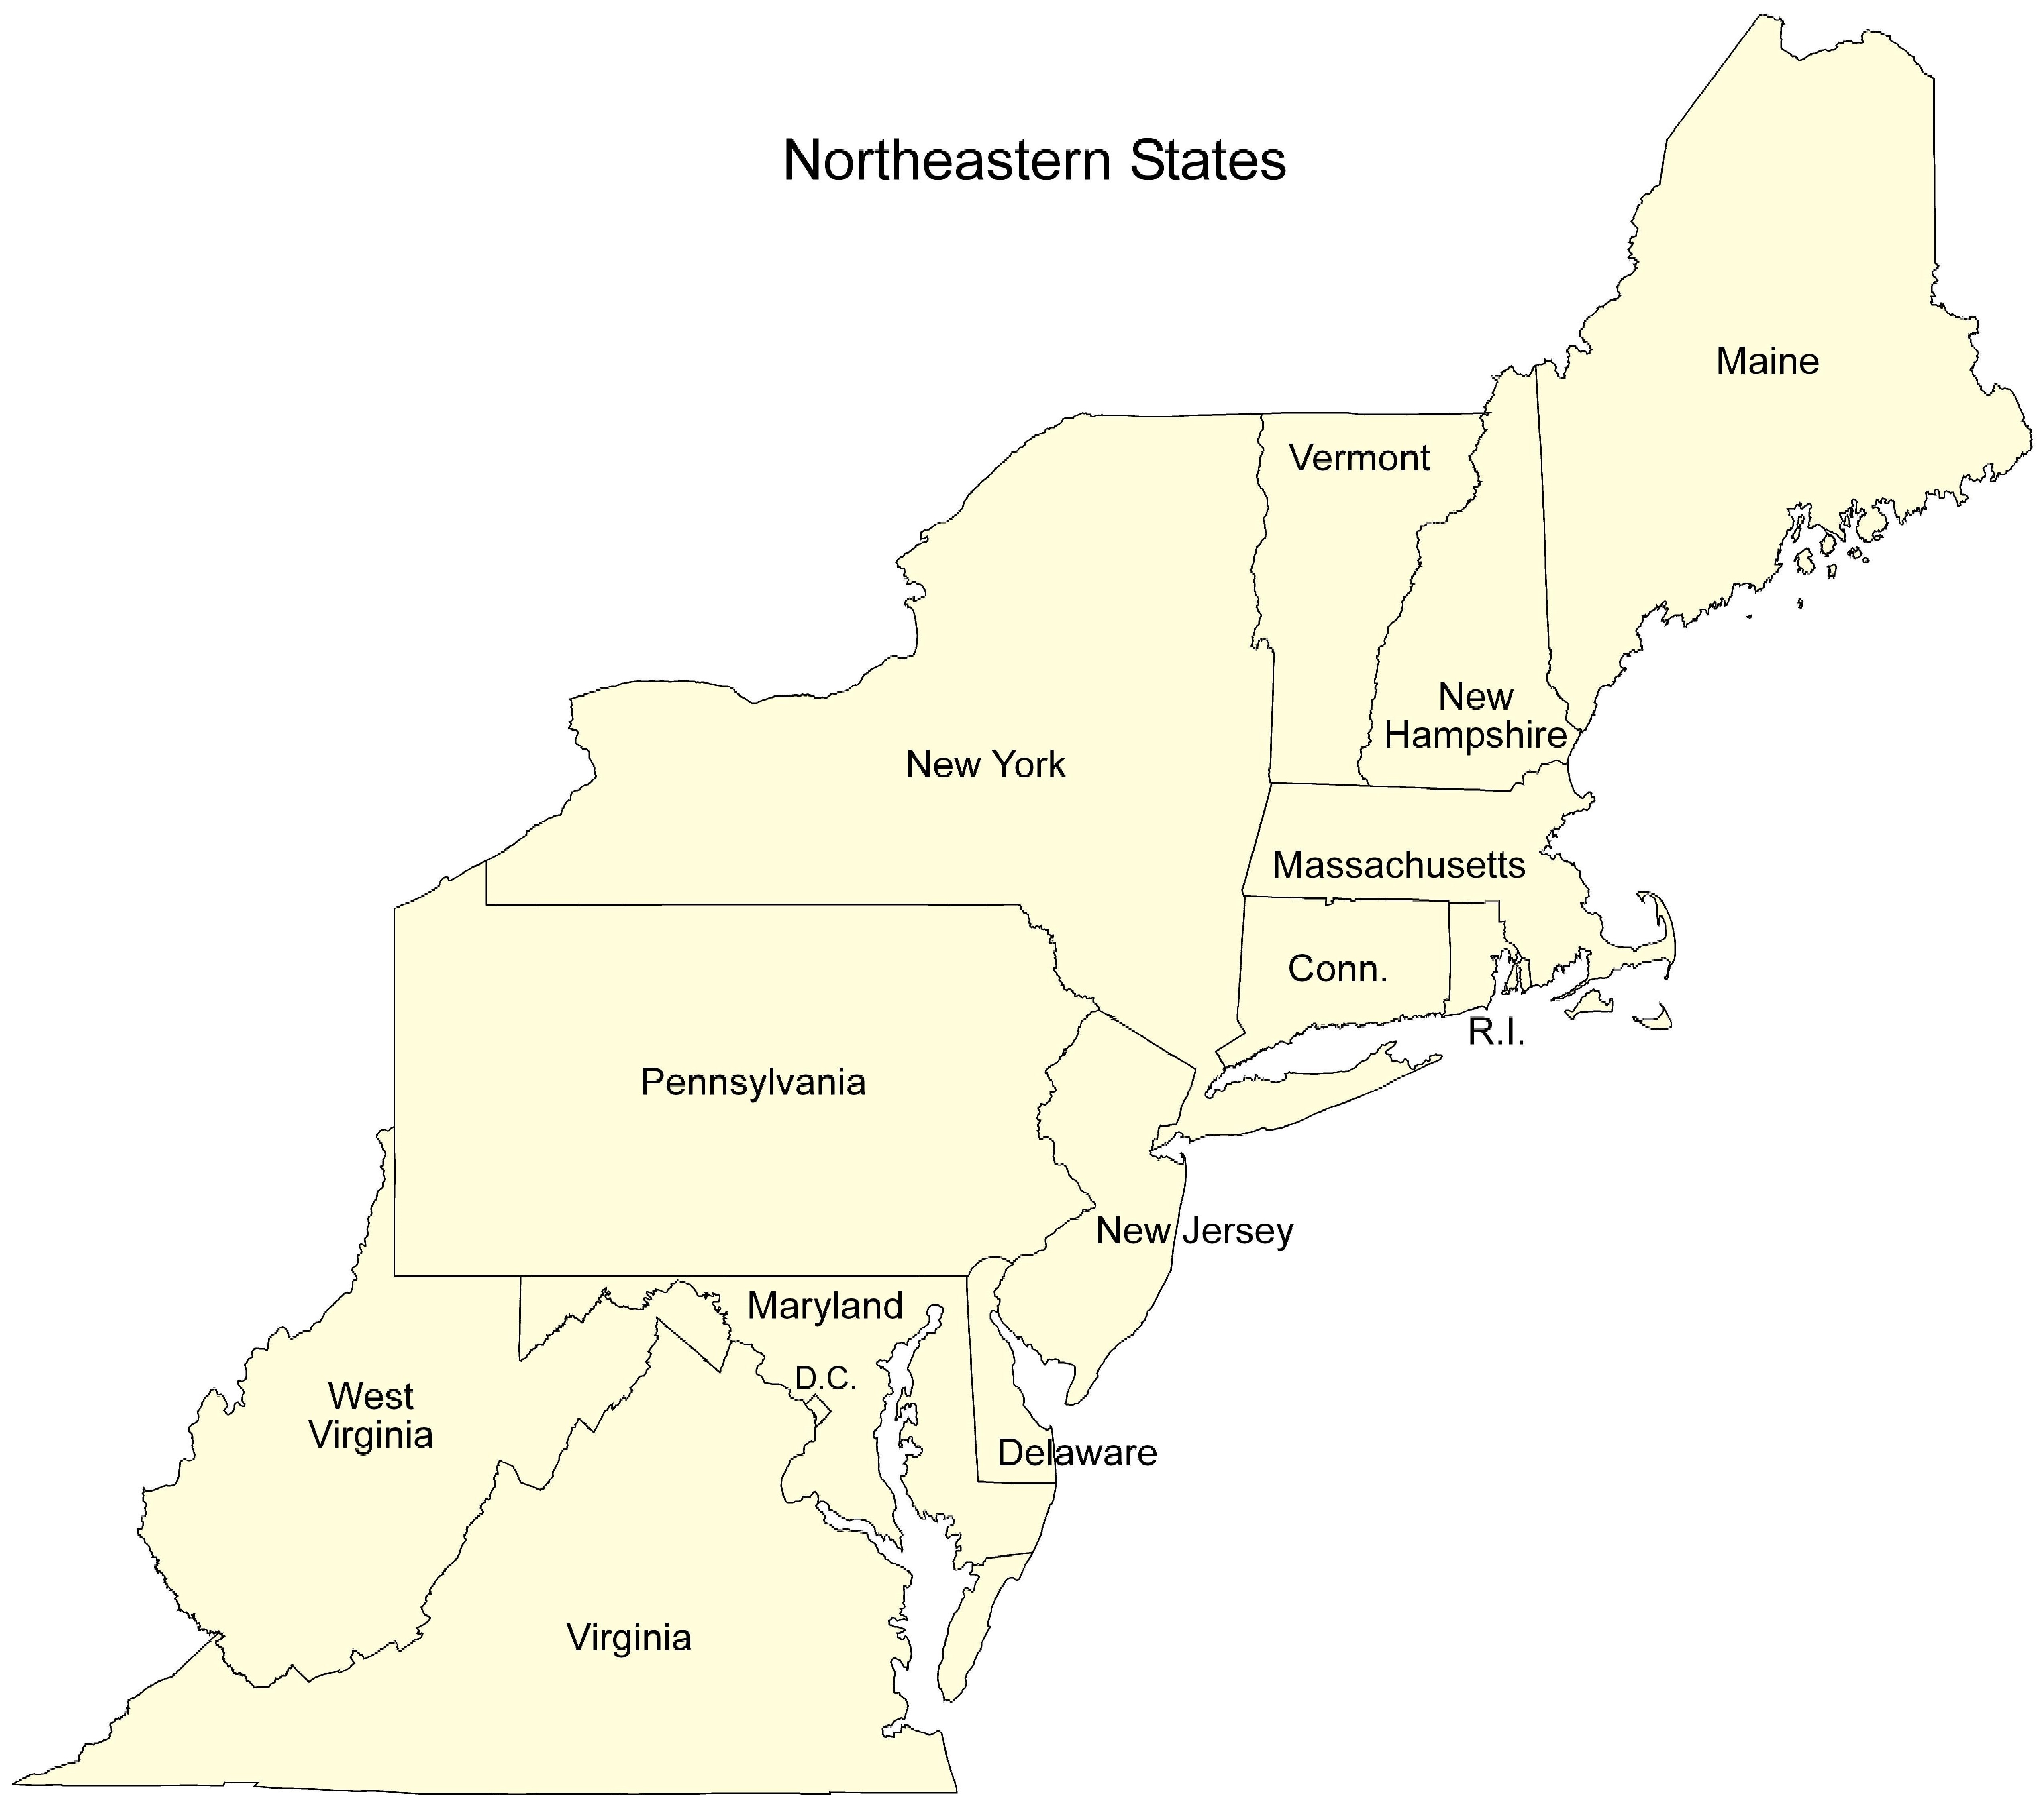 Northeastern States
Maine
Vermont
New
Hampshire
New York
Massachusetts
Conn.
R.I.
Pennsylvania
New Jersey
Maryland
D.C.
West
Virginia
Delaware
Virginia